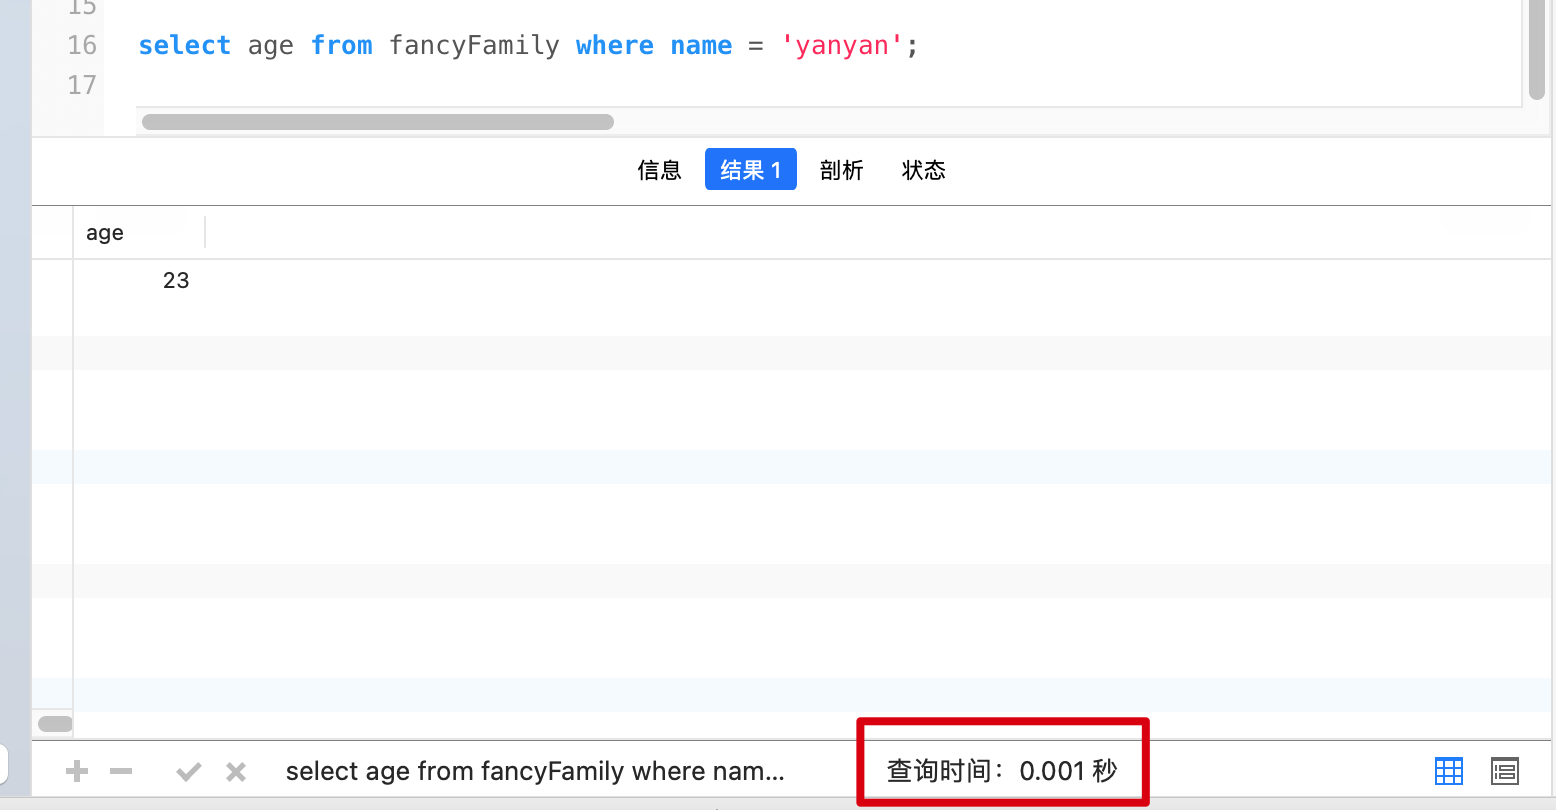 15
16 select age from fancyFamily where name = 'yanyan';
17
信息 结果 1 剖析 状态
age
23
select age from fancyFamily where nam... 查询时间：0.001 秒